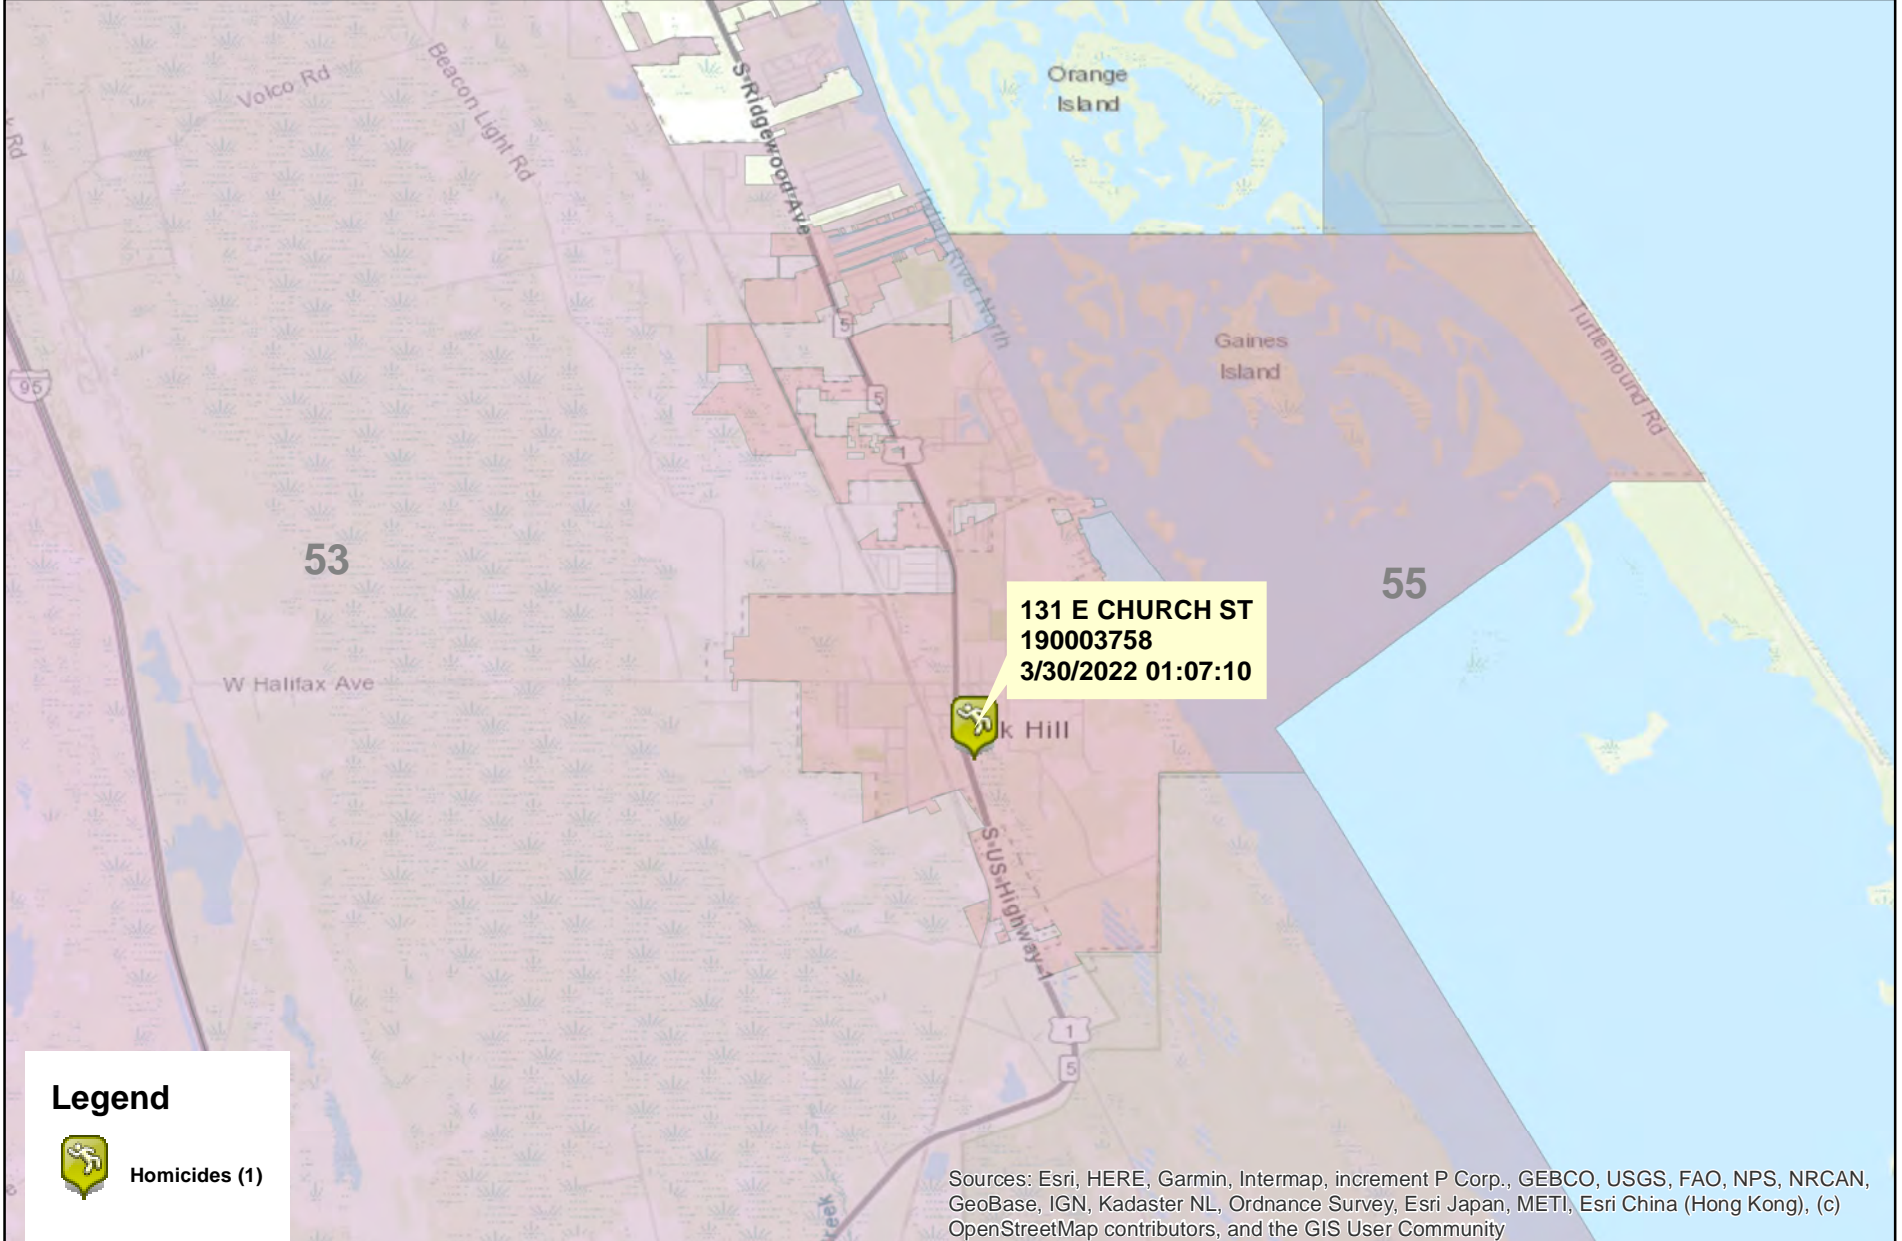 Orange
Island
Volco Rd
Beacon Light Rd
S Ridgewood Ave
Rd
Indian River North
Turtlemound Rd
5
Gaines
Island
95
5
1
53
55
131 E CHURCH ST
190003758
3/30/2022 01:07:10
W Halifax Ave
k Hill
S US Highway 1
1
5
Legend
Homicides (1)
reek
Sources: Esri, HERE, Garmin, Intermap, increment P Corp., GEBCO, USGS, FAO, NPS, NRCAN,
GeoBase, IGN, Kadaster NL, Ordnance Survey, Esri Japan, METI, Esri China (Hong Kong), (c)
OpenStreetMap contributors, and the GIS User Community